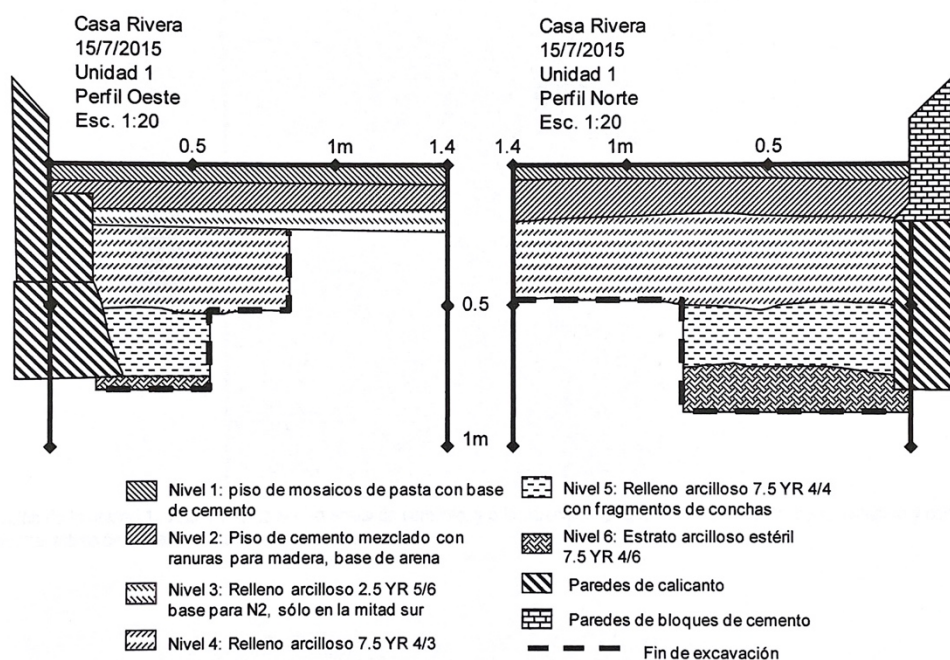 Casa Rivera
15/7/2015
Unidad 1
Perfil Oeste
Esc. 1:20
Casa Rivera
15/7/2015
Unidad 1
Perfil Norte
Esc. 1:20
0.5
1m
1.4
1.4
1m
0.5
0.5
1m
Nivel 1: piso de mosaicos de pasta con base
de cemento
Nivel 2: Piso de cemento mezclado con
ranuras para madera, base de arena
Nivel 3: Relleno arcilloso 2.5 YR 5/6
base para N2, sólo en la mitad sur
Nivel 4: Relleno arcilloso 7.5 YR 4/3
Nivel 5: Relleno arcilloso 7.5 YR 4/4
con fragmentos de conchas
Nivel 6: Estrato arcilloso estéril
7.5 YR 4/6
Paredes de calicanto
Paredes de bloques de cemento
Fin de excavación